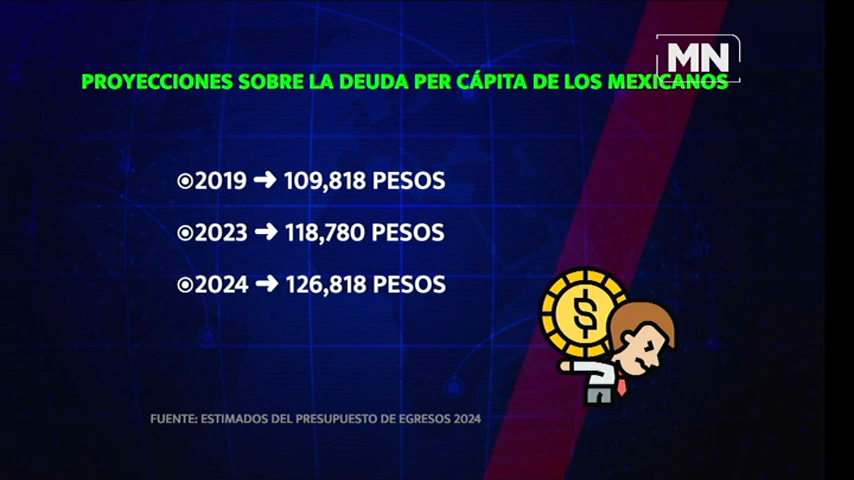 MN
PROYECCIONES SOBRE LA DEUDA PER CÁPITA DE LOS MEXICANOS
2019 ➜ 109,818 PESOS
2023 ➜ 118,780 PESOS
2024 ➜ 126,818 PESOS
$
FUENTE: ESTIMADOS DEL PRESUPUESTO DE EGRESOS 2024